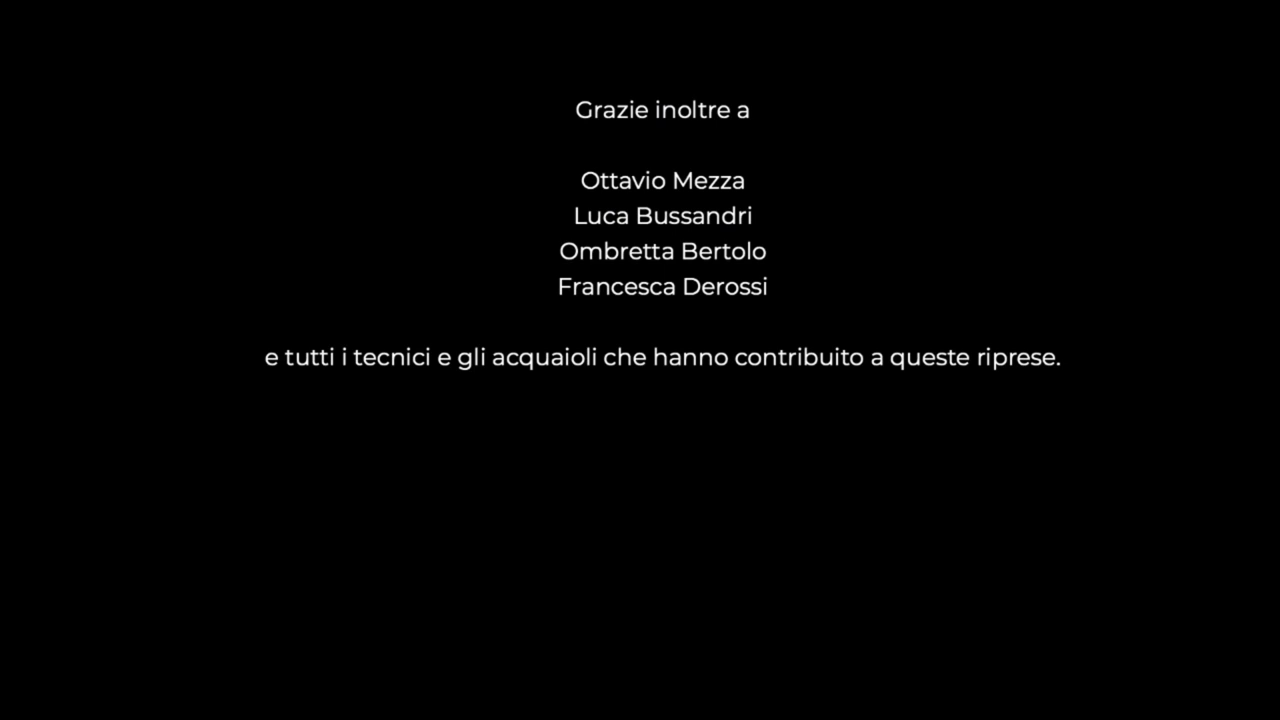 Grazie inoltre a
Ottavio Mezza
Luca Bussandri
Ombretta Bertolo
Francesca Derossi
e tutti i tecnici e gli acquaioli che hanno contribuito a queste riprese.